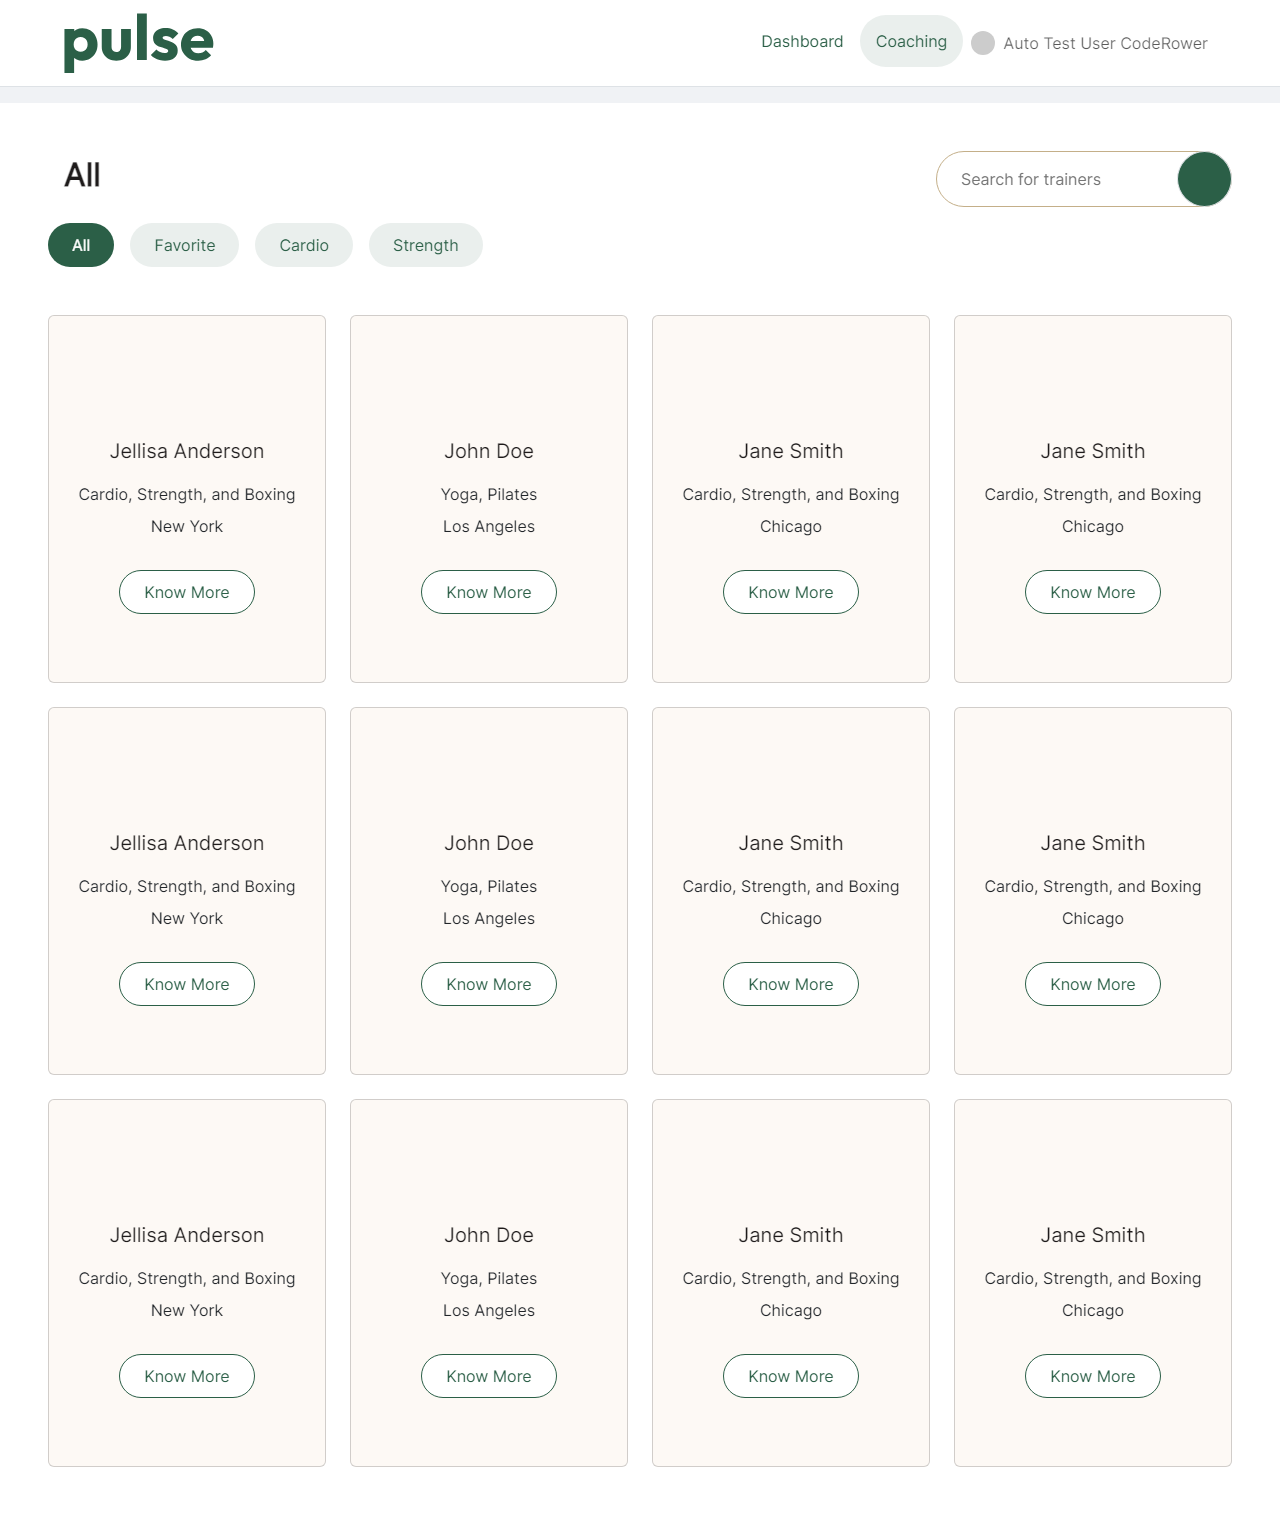 pulse
Dashboard Coaching Auto Test User CodeRower
All
Search for trainers
All Favorite Cardio Strength
Jellisa Anderson John Doe Jane Smith Jane Smith
Cardio, Strength, and Boxing Yoga, Pilates Cardio, Strength, and Boxing Cardio, Strength, and Boxing
New York Los Angeles Chicago Chicago
Know More Know More Know More Know More
Jellisa Anderson John Doe Jane Smith Jane Smith
Cardio, Strength, and Boxing Yoga, Pilates Cardio, Strength, and Boxing Cardio, Strength, and Boxing
New York Los Angeles Chicago Chicago
Know More Know More Know More Know More
Jellisa Anderson John Doe Jane Smith Jane Smith
Cardio, Strength, and Boxing Yoga, Pilates Cardio, Strength, and Boxing Cardio, Strength, and Boxing
New York Los Angeles Chicago Chicago
Know More Know More Know More Know More